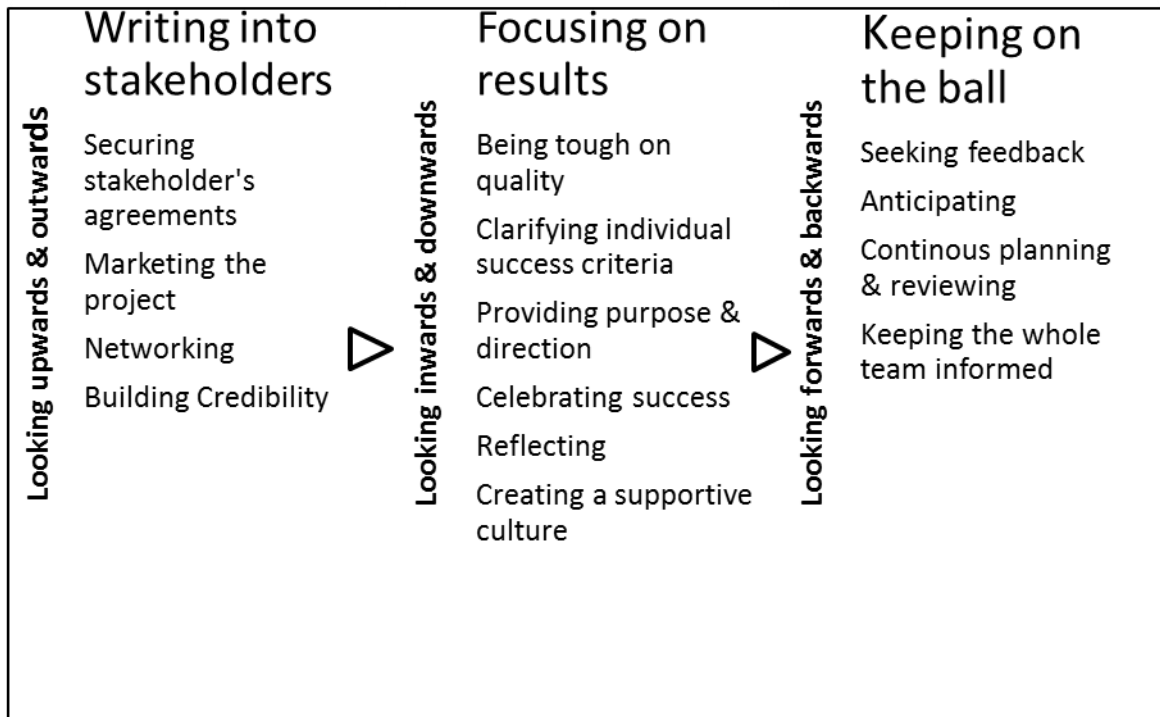 Looking upwards & outwards
Writing into
stakeholders
Securing
stakeholder's
agreements
Marketing the
project
Networking
Building Credibility
Looking inwards & downwards
Focusing on
results
Being tough on
quality
Clarifying individual
success criteria
Providing purpose &
direction
Celebrating success
Reflecting
Creating a supportive
culture
Looking forwards & backwards
Keeping on
the ball
Seeking feedback
Anticipating
Continous planning
& reviewing
Keeping the whole
team informed